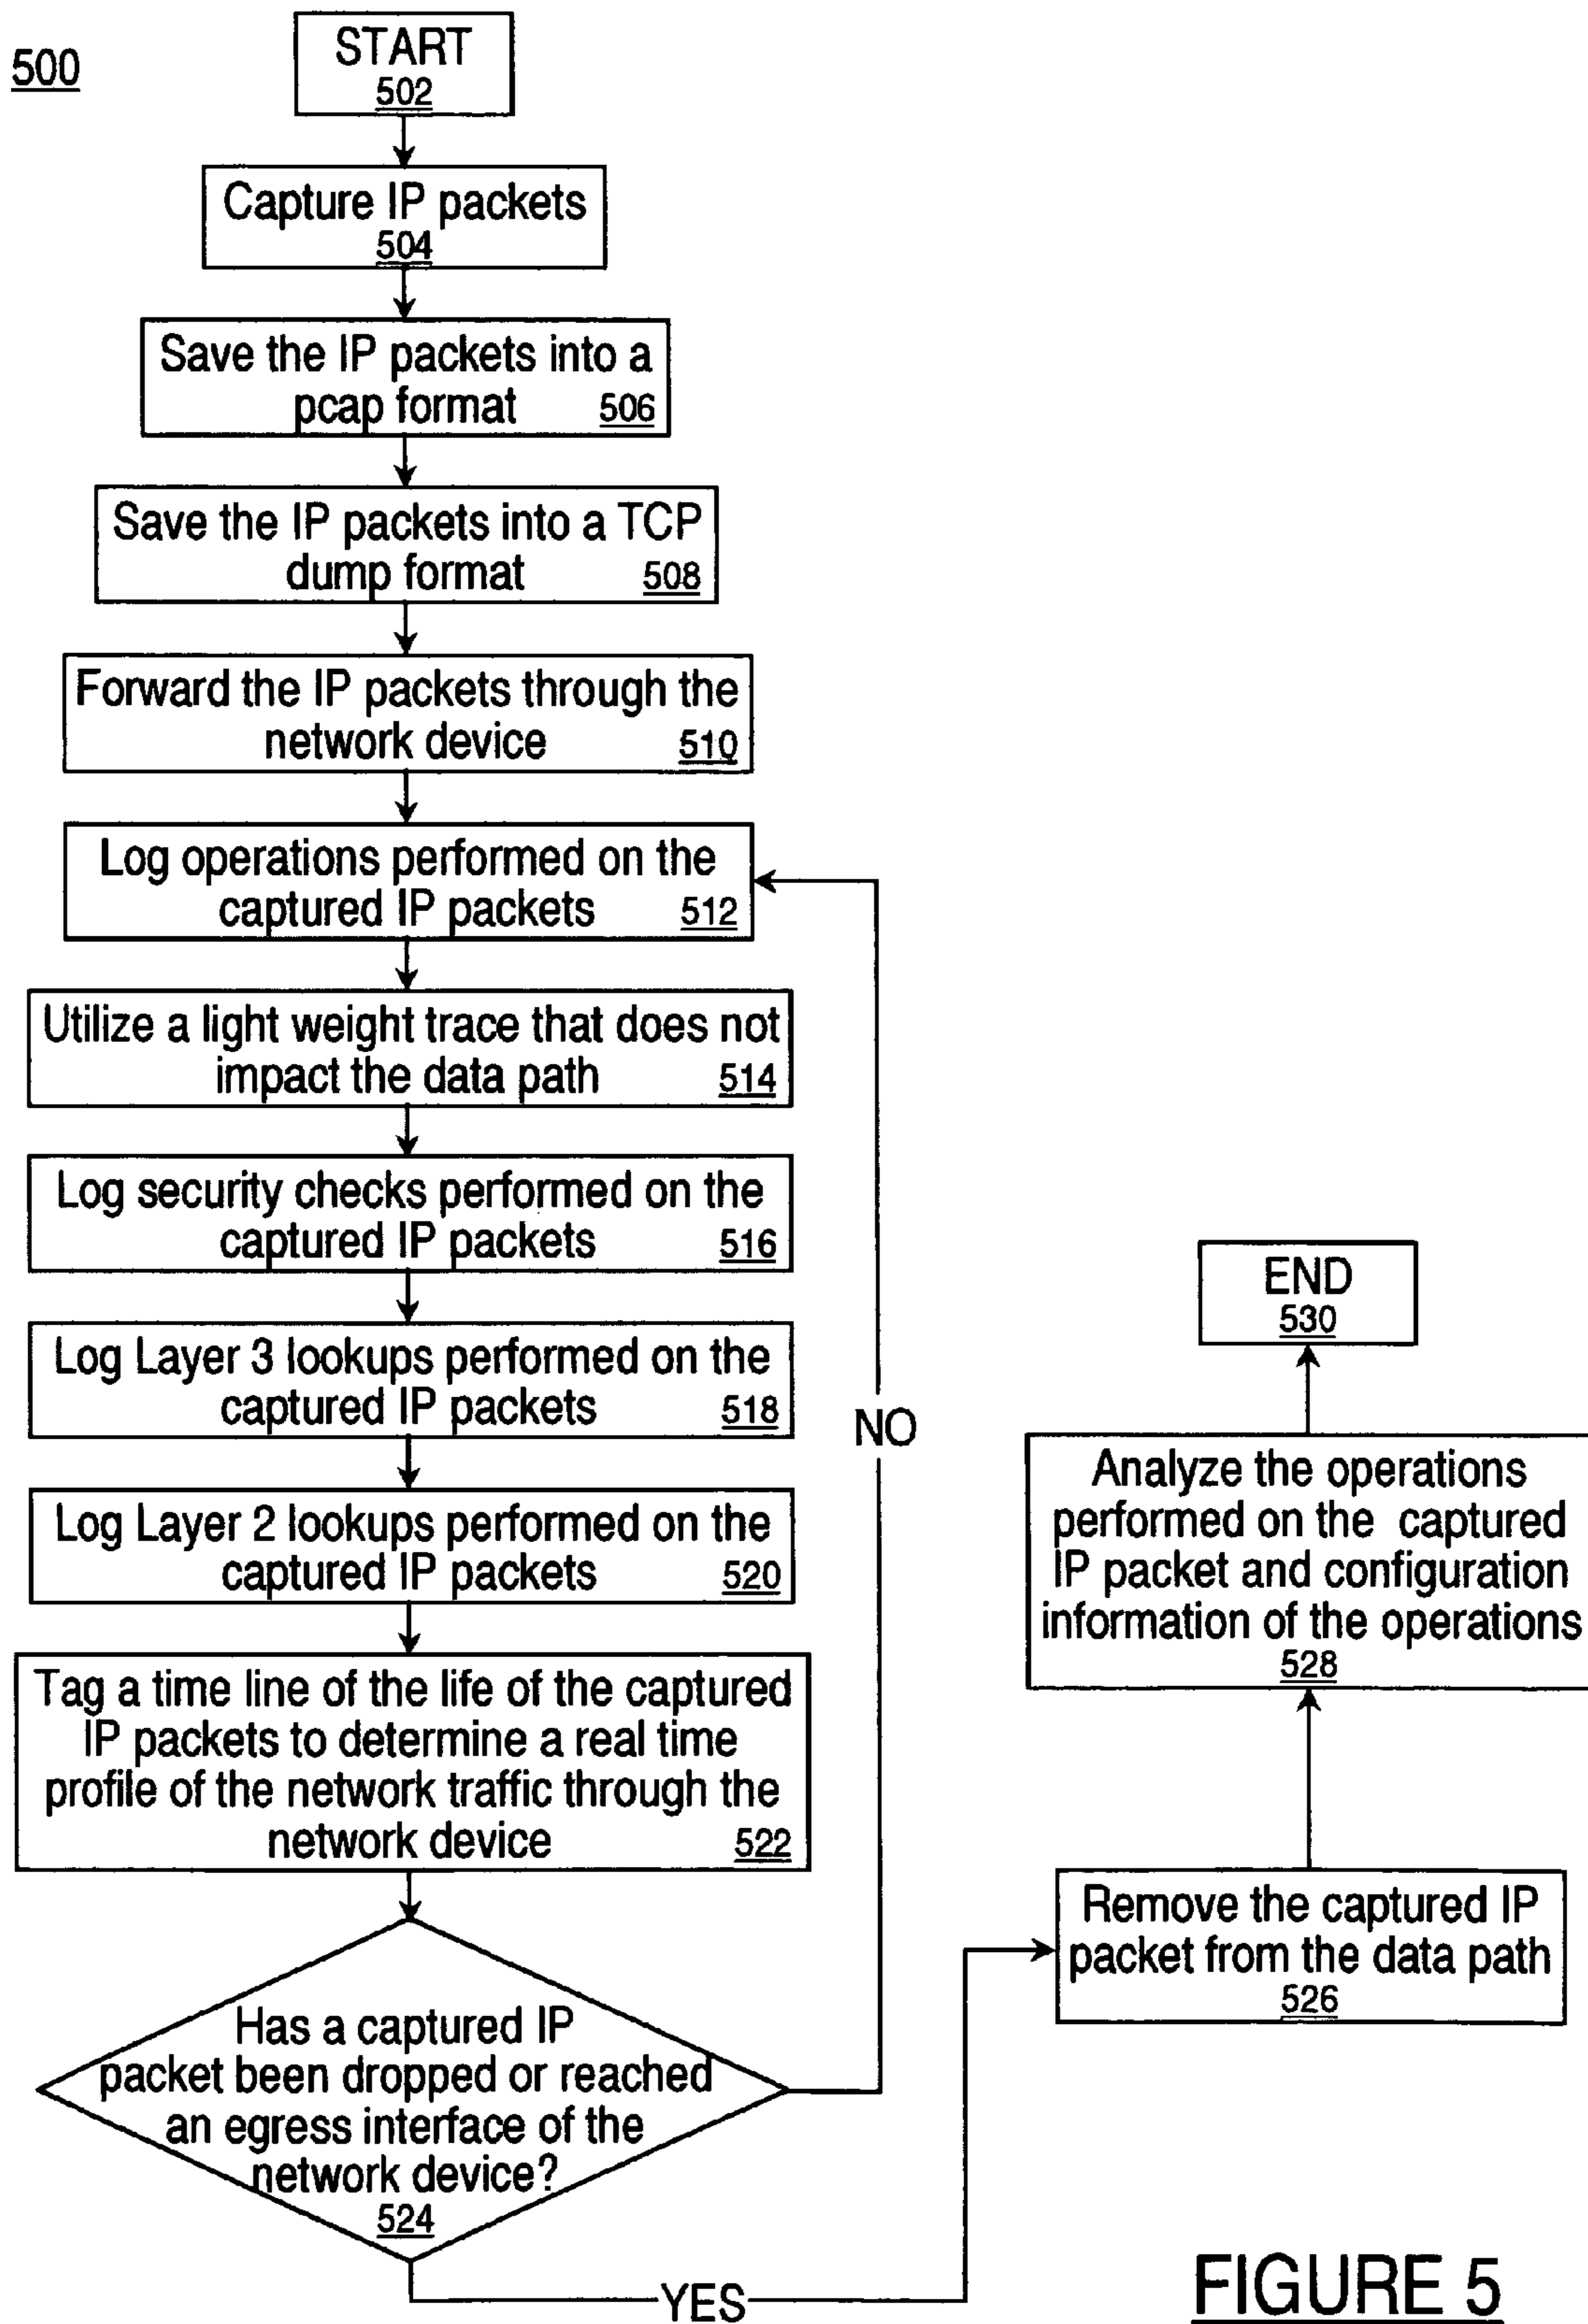 500
START
502
Capture IP packets
504
Save the IP packets into a
pcap format 506
Save the IP packets into a TCP
dump format 508
Forward the IP packets through the
network device 510
Log operations performed on the
captured IP packets 512
Utilize a light weight trace that does not
impact the data path 514
Log security checks performed on the
captured IP packets 516
Log Layer 3 lookups performed on the
captured IP packets 518
Log Layer 2 lookups performed on the
captured IP packets 520
Tag a time line of the life of the captured
IP packets to determine a real time
profile of the network traffic through the
network device 522
Has a captured IP
packet been dropped or reached
an egress interface of the
network device?
524
NO
YES
Remove the captured IP
packet from the data path
526
Analyze the operations
performed on the captured
IP packet and configuration
information of the operations
528
END
530
FIGURE 5